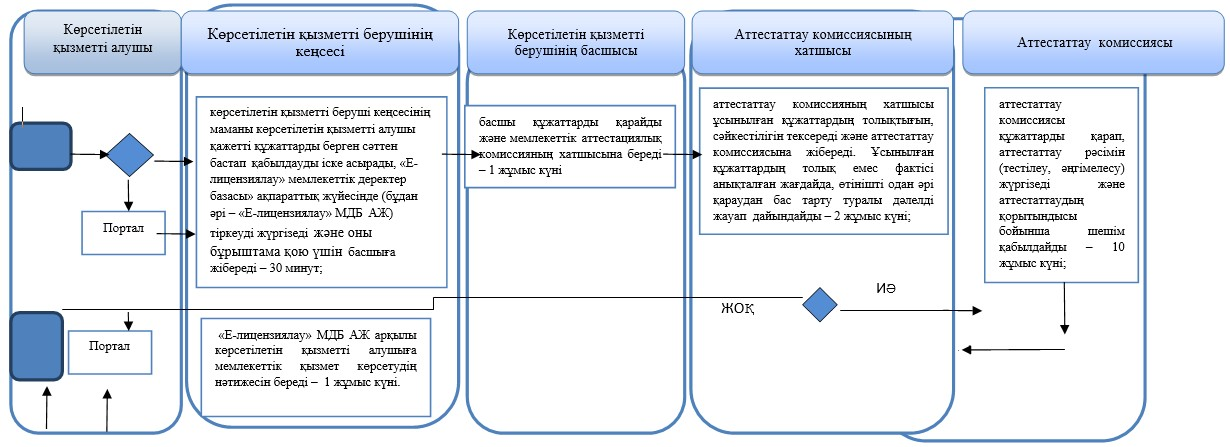 Көрсетілетін
қызметті алушы
Көрсетілетін қызметті берушінің
кеңсесі
Көрсетілетін қызметті
берушінің басшысы
Аттестаттау комиссиясының
хатшысы
Аттестаттау комиссиясы
көрсетілетін қызметті беруші кеңсесінің
маманы көрсетілетін қызметті алушы
қажетті құжаттарды берген сәттен
бастап қабылдауды іске асырады, «Е-
лицензиялау» мемлекеттік деректер
базасы» ақпараттық жүйесінде (бұдан
әрі – «Е-лицензиялау» МДБ АЖ)
тіркеуді жүргізеді және оны
бұрыштама қою үшін басшыға
жібереді – 30 минут;
басшы құжаттарды қарайды
және мемлекеттік аттестациялық
комиссияның хатшысына береді
– 1 жұмыс күні
аттестаттау комиссияның хатшысы
ұсынылған құжаттардың толықтығын,
сәйкестілігін тексереді және аттестаттау
комиссиясына жібереді. Ұсынылған
құжаттардың толық емес фактісі
анықталған жағдайда, өтінішті одан әрі
қараудан бас тарту туралы дәлелді
жауап дайындайды – 2 жұмыс күні;
аттестаттау
комиссиясы
құжаттарды қарап,
аттестаттау рәсімін
(тестілеу, әңгімелесу)
жүргізеді және
аттестаттаудың
қорытындысы
бойынша шешім
қабылдайды – 10
жұмыс күні;
Портал
ЖОҚ
ИӘ
Портал
«Е-лицензиялау» МДБ АЖ арқылы
көрсетілетін қызметті алушыға
мемлекеттік қызмет көрсетудің
нәтижесін береді – 1 жұмыс күні.